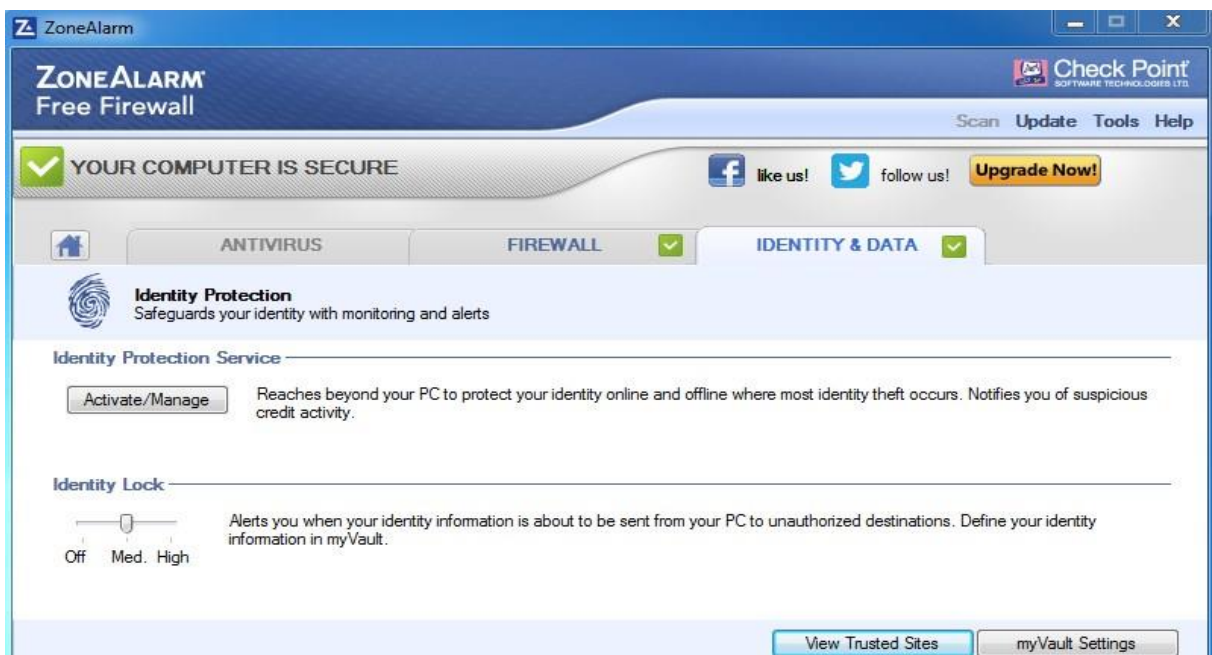 ZoneAlarm
ZONEALARM
Free Firewall
Check Point
SOFTWARE TECHNOLOGIES LTD.
Scan Update Tools Help
YOUR COMPUTER IS SECURE
like us! follow us! Upgrade Now!
ANTIVIRUS FIREWALL IDENTITY & DATA
Identity Protection
Safeguards your identity with monitoring and alerts
Identity Protection Service
Activate/Manage
Reaches beyond your PC to protect your identity online and offline where most identity theft occurs. Notifies you of suspicious
credit activity.
Identity Lock
Alerts you when your identity information is about to be sent from your PC to unauthorized destinations. Define your identity
information in myVault.
Off Med. High
View Trusted Sites myVault Settings